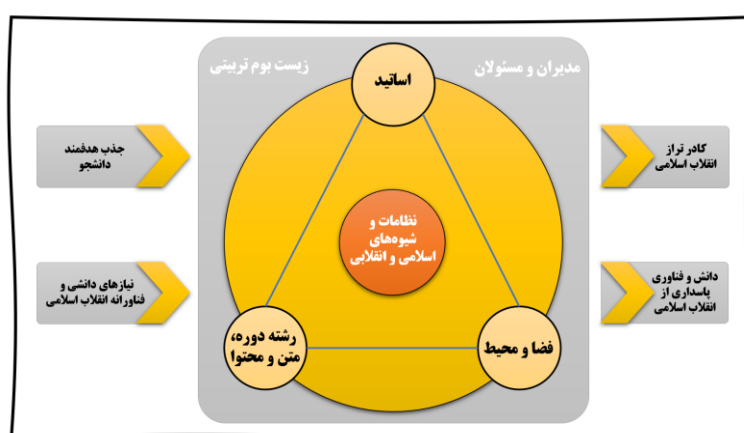 مدیران و مسئولان
زیست بوم تربیتی
اساتید
جذب هدفمند
دانشجو
کادر تراز
انقلاب اسلامی
نظامات و
شیوه‌های
اسلامی و انقلابی
نیازهای دانشی و
فناورانه انقلاب اسلامی
دانش و فناوری
پاسداری از
انقلاب اسلامی
رشته دوره،
متن و محتوا
فضا و محیط